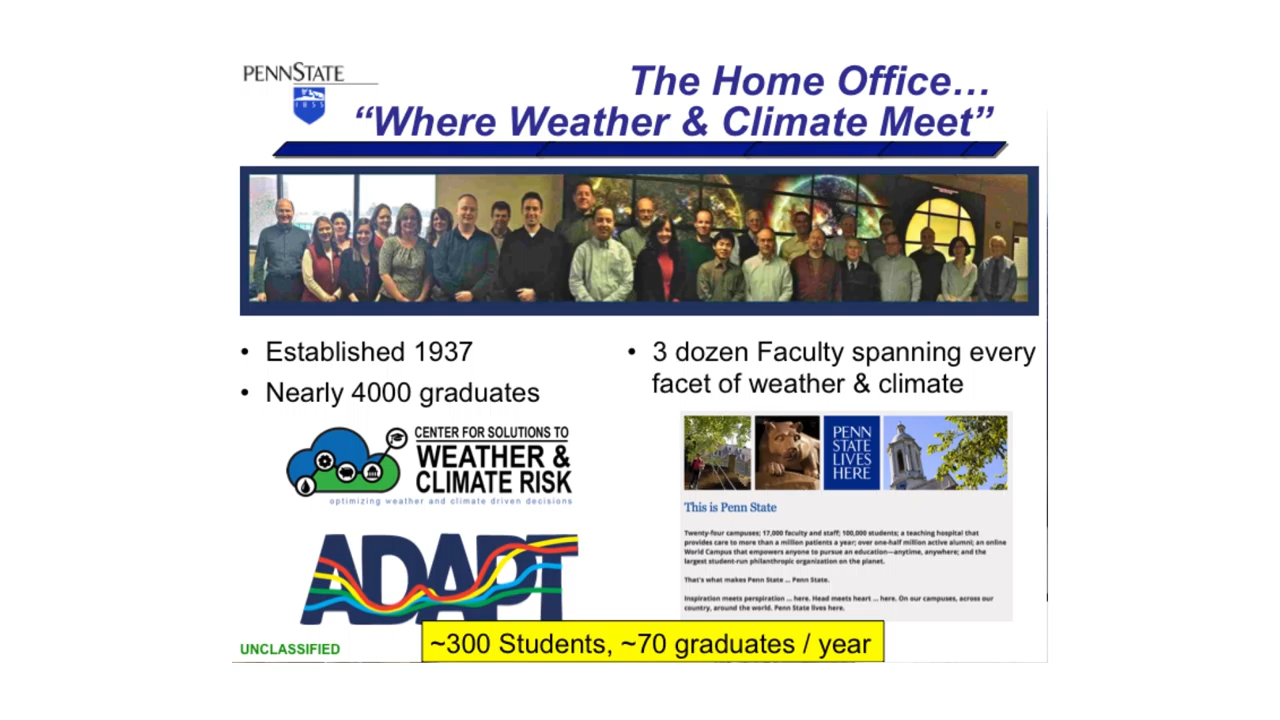 PENNSTATE
1855
The Home Office…
“Where Weather & Climate Meet”
• Established 1937
• Nearly 4000 graduates
• 3 dozen Faculty spanning every
facet of weather & climate
CENTER FOR SOLUTIONS TO
WEATHER &
CLIMATE RISK
optimizing weather and climate driven decisions
ADAPT
PENN
STATE
LIVES
HERE
This is Penn State
Twenty-four campuses; 17,000 faculty and staff; 100,000 students; a teaching hospital that
provides care to more than a million patients a year; over one-half million active alumni; an online
World Campus that empowers anyone to pursue an education—anytime, anywhere; and the
largest student-run philanthropic organization on the planet.
That's what makes Penn State ... Penn State.
Inspiration meets perspiration ... here. Head meets heart ... here. On our campuses, across our
country, around the world. Penn State lives here.
UNCLASSIFIED
~300 Students, ~70 graduates / year